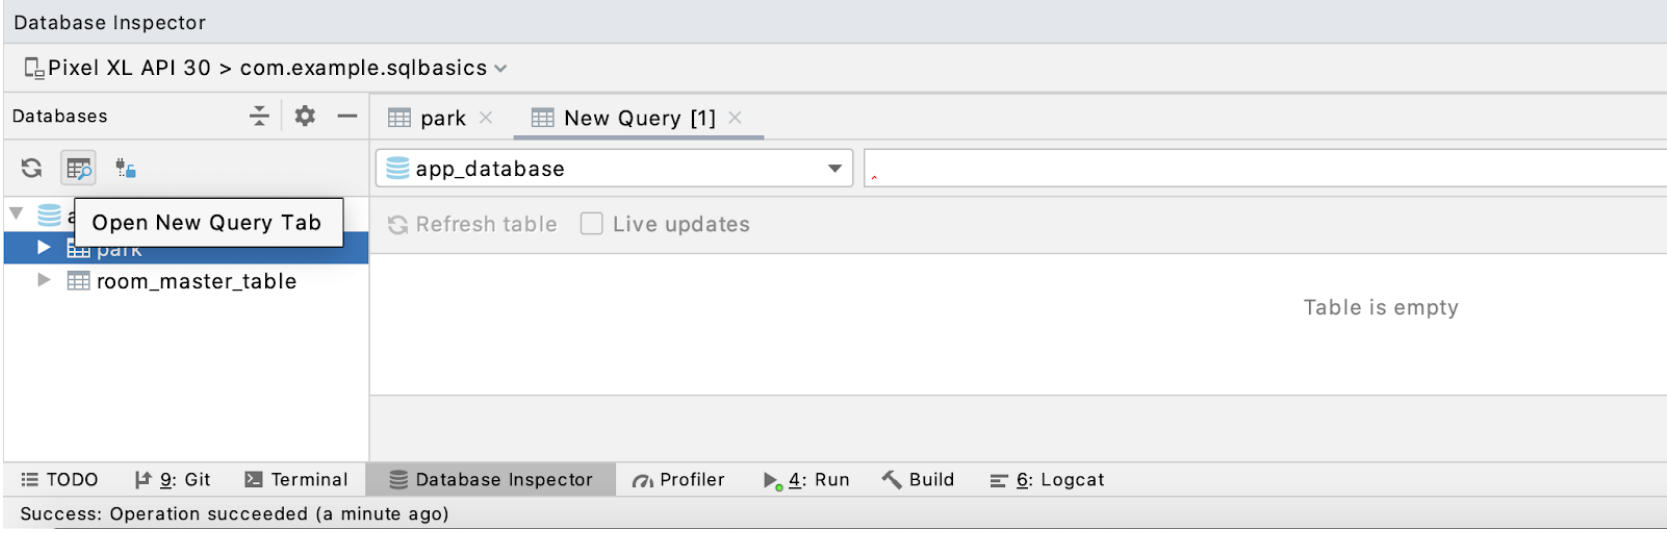 Database Inspector
Pixel XL API 30 > com.example.sqlbasics
Databases
park
New Query [1]
app_database
a
Open New Query Tab
Refresh table
Live updates
park
room_master_table
Table is empty
TODO
9: Git
Terminal
Database Inspector
Profiler
4: Run
Build
6: Logcat
Success: Operation succeeded (a minute ago)